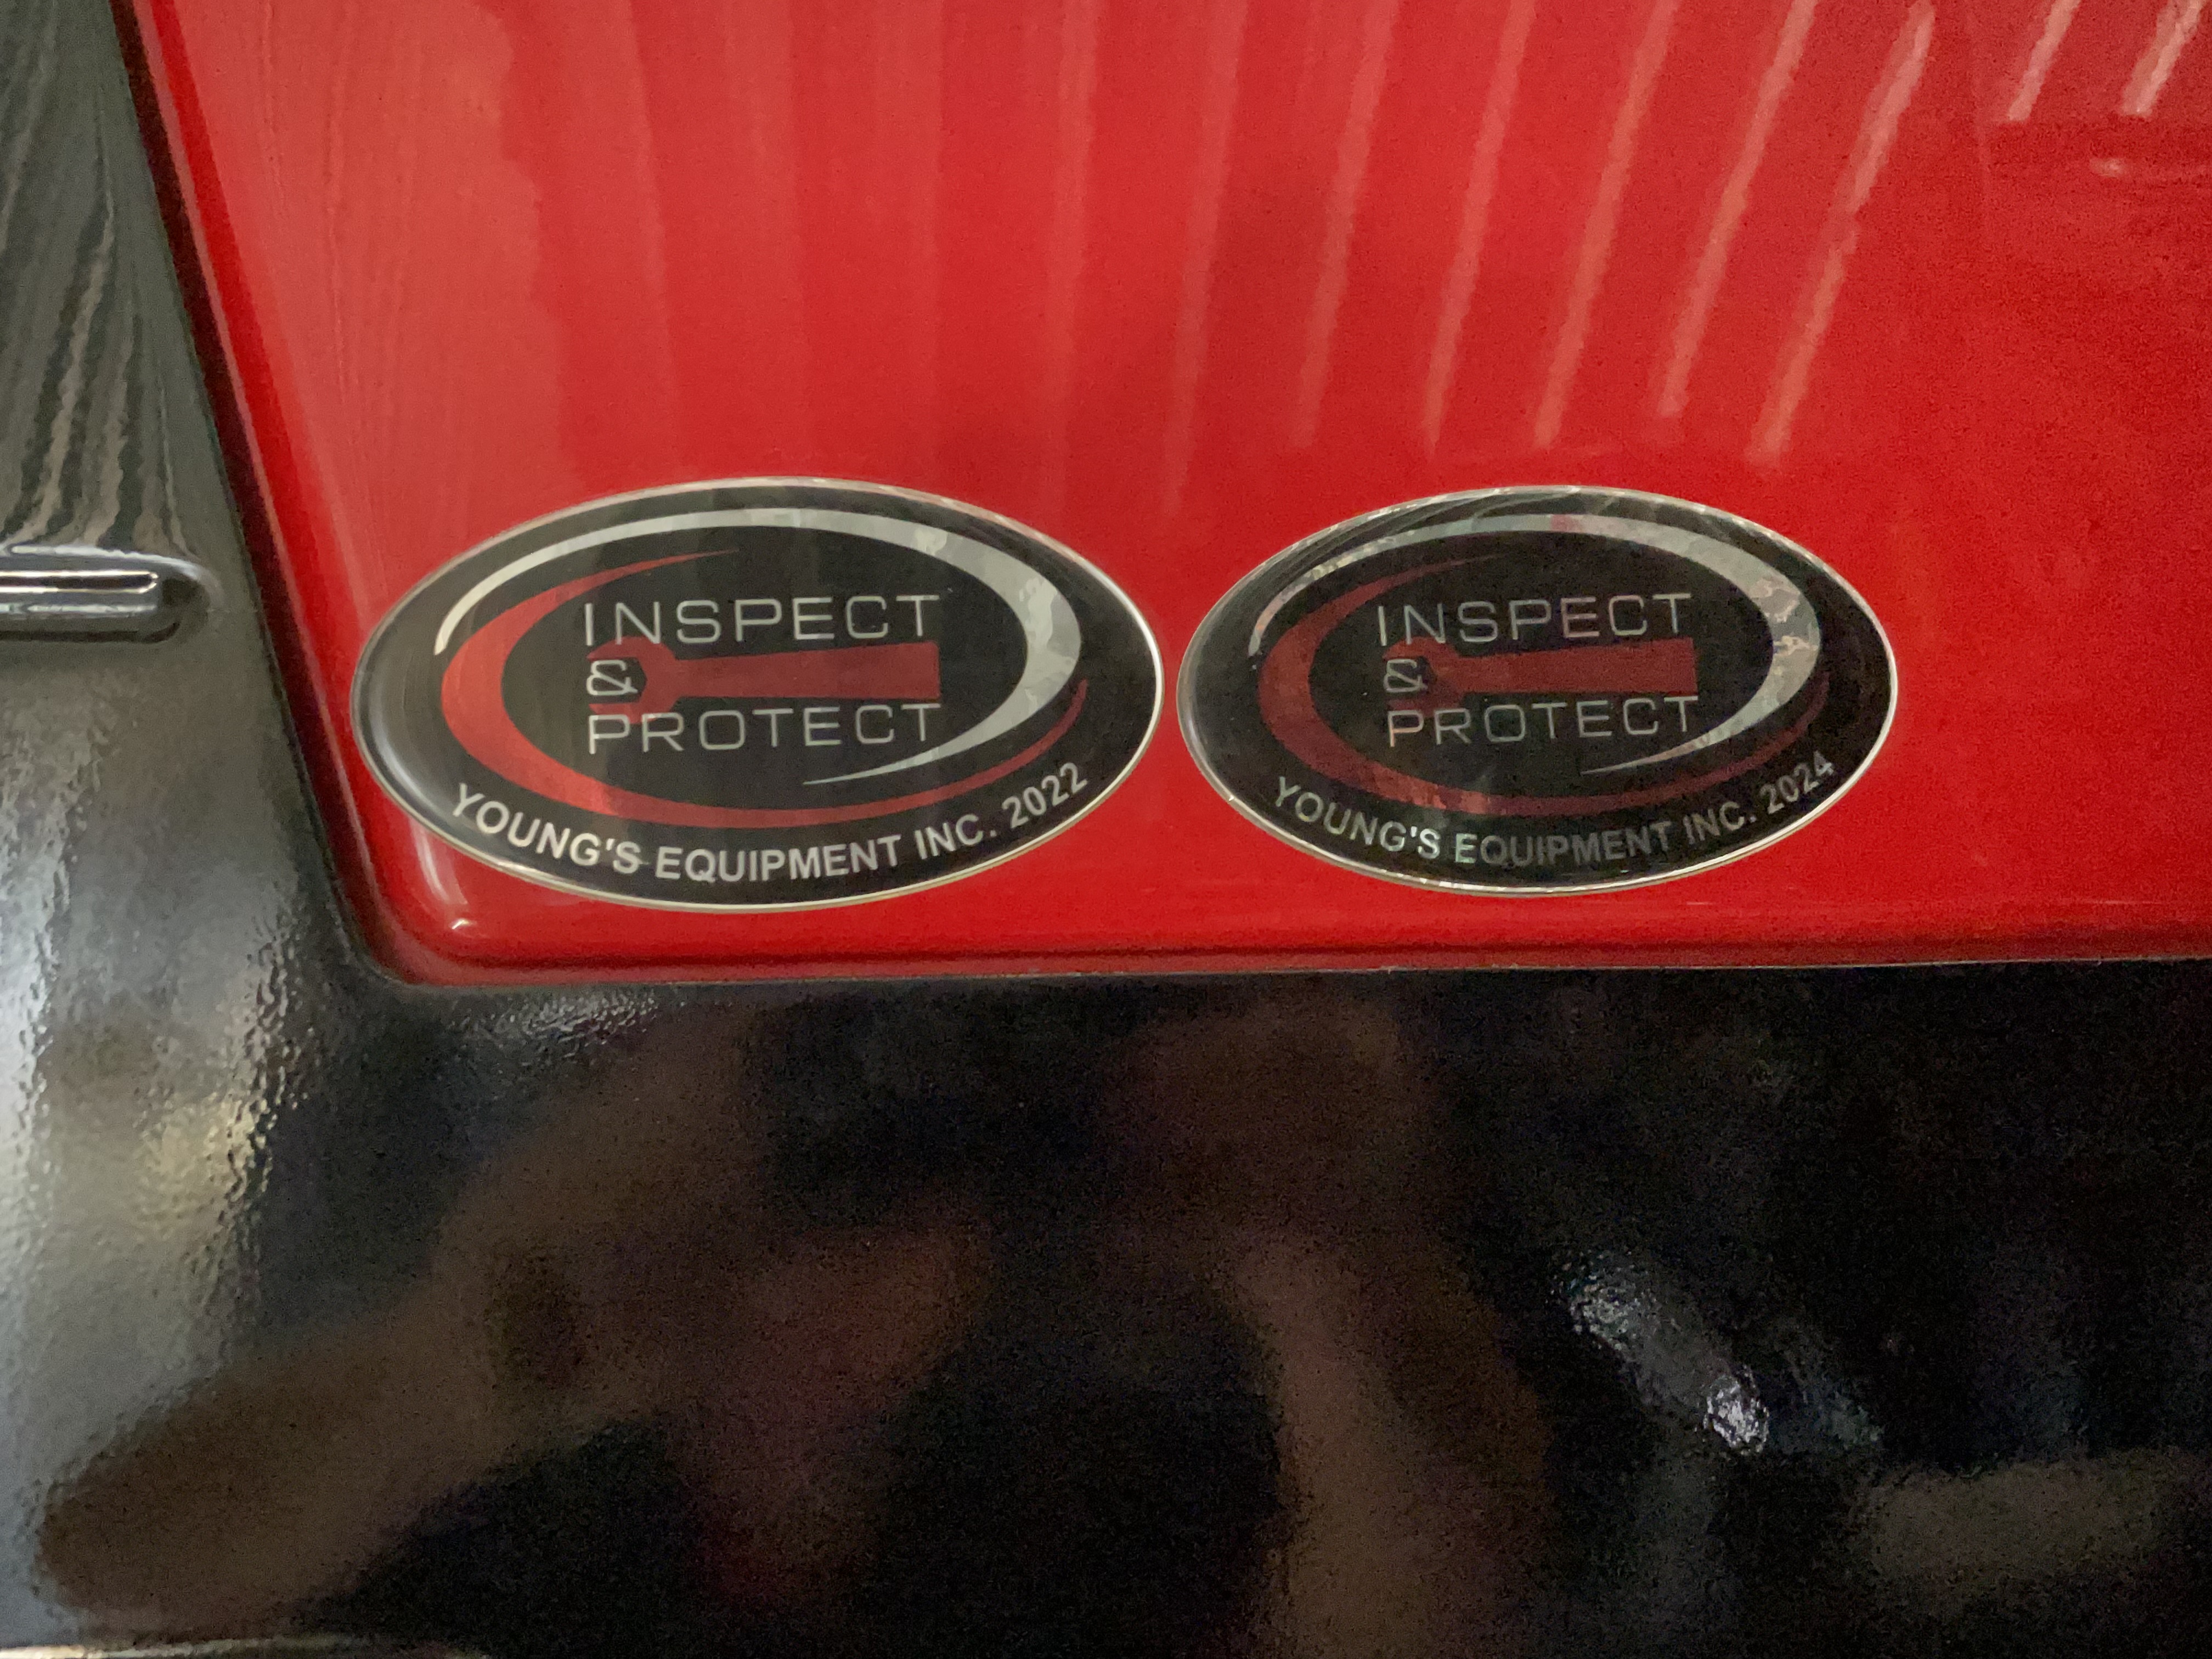 INSPECT
&
PROTECT
YOUNG'S EQUIPMENT INC. 2022
INSPECT
&
PROTECT
YOUNG'S EQUIPMENT INC. 2024